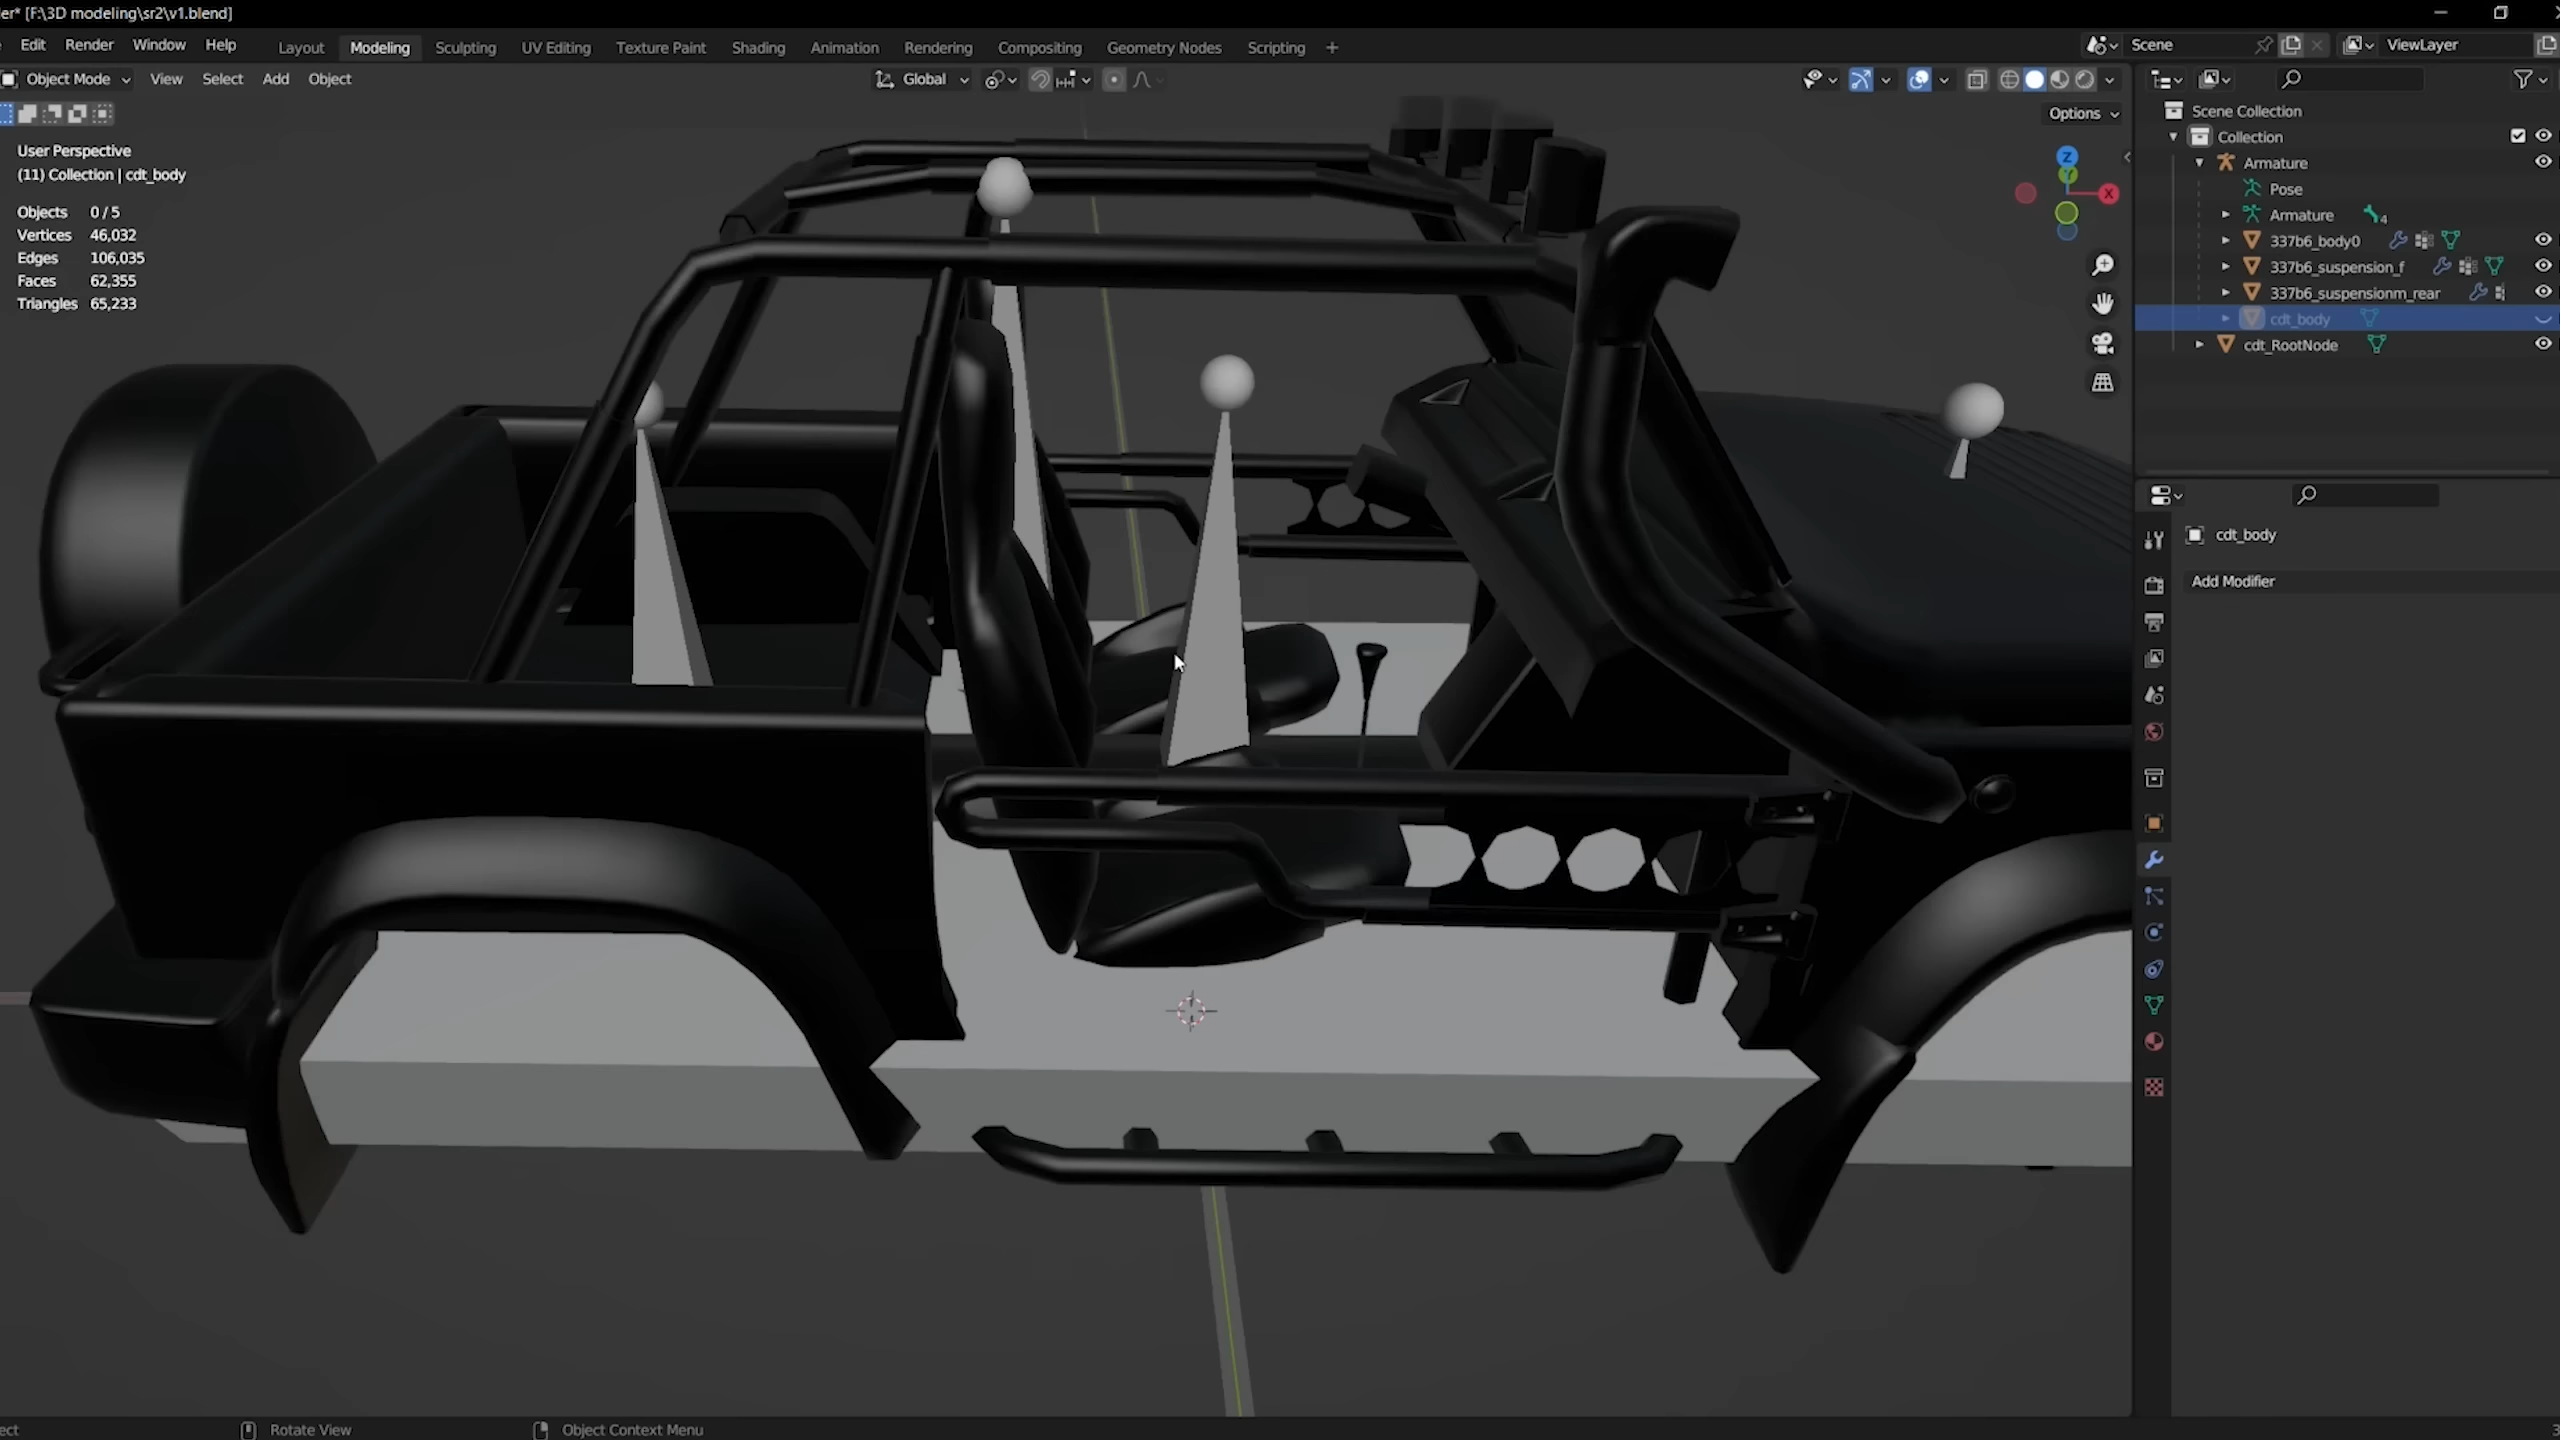 er* [F:\3D modeling\sr2\v1.blend]
Edit Render Window Help Layout Modeling Sculpting UV Editing Texture Paint Shading Animation Rendering Compositing Geometry Nodes Scripting + Scene ViewLayer
Object Mode View Select Add Object Global
Options
User Perspective
(11) Collection | cdt_body
Objects 0 / 5
Vertices 46,032
Edges 106,035
Faces 62,355
Triangles 65,233
Z
Y
X
Scene Collection
Collection
Armature
Pose
Armature 4
337b6_body0
337b6_suspension_f
337b6_suspensionm_rear
cdt_body
cdt_RootNode
cdt_body
Add Modifier
ect Rotate View Object Context Menu 3